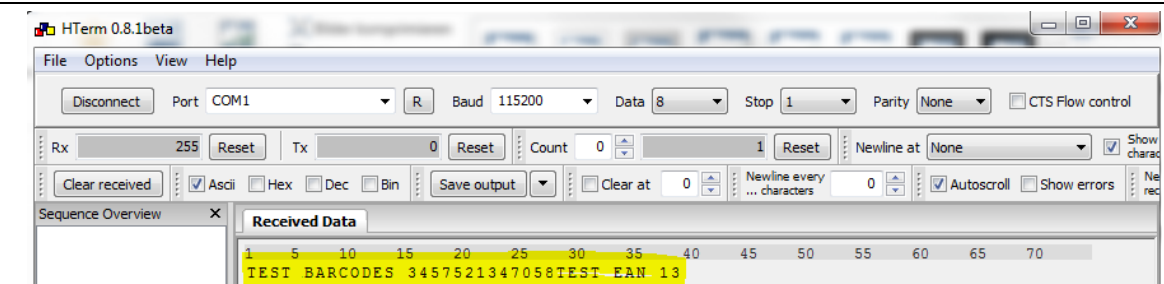 HTerm 0.8.1beta
File Options View Help
Disconnect Port COM1 R Baud 115200 Data 8 Stop 1 Parity None CTS Flow control
Rx 255 Reset Tx 0 Reset Count 0 1 Reset Newline at None Show
Clear received Ascii Hex Dec Bin Save output Clear at 0 Newline every ... characters 0 Autoscroll Show errors
Sequence Overview X Received Data
1 5 10 15 20 25 30 35 40 45 50 55 60 65 70
TEST BARCODES 3457521347058TEST EAN 13